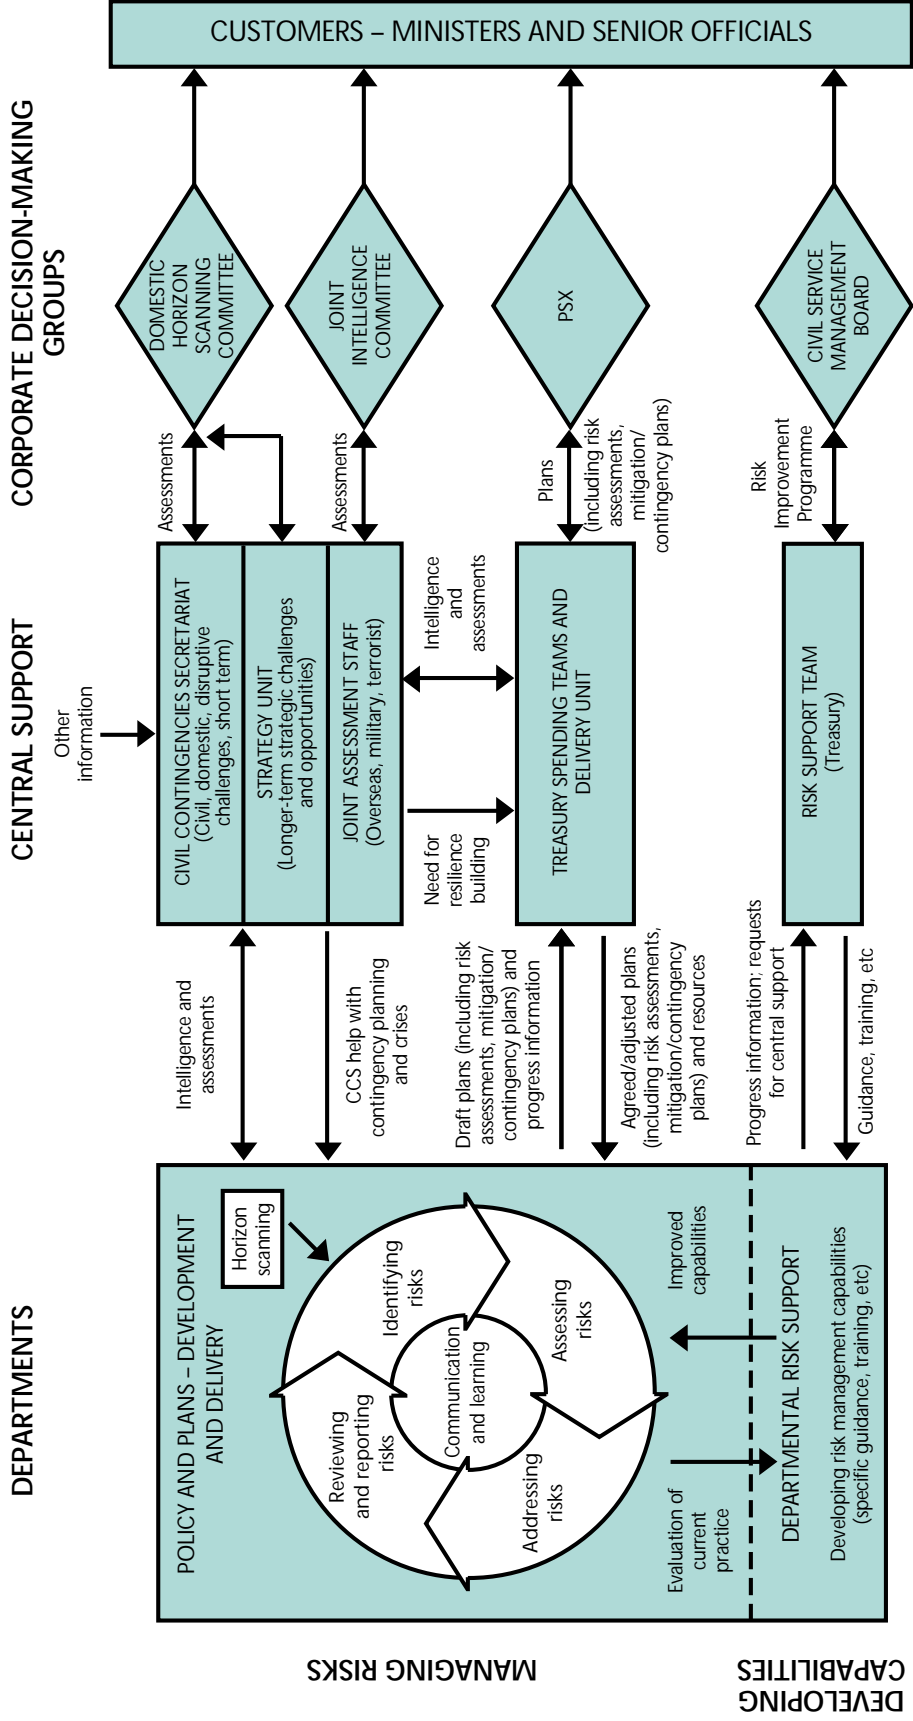 DEPARTMENTS
CENTRAL SUPPORT
CORPORATE DECISION-MAKING
GROUPS
MANAGING RISKS
DEVELOPING
CAPABILITIES
POLICY AND PLANS – DEVELOPMENT
AND DELIVERY
Horizon
scanning
Identifying
risks
Assessing
risks
Addressing
risks
Reviewing
and reporting
risks
Communication
and learning
Evaluation of
current
practice
Improved
capabilities
DEPARTMENTAL RISK SUPPORT
Developing risk management capabilities
(specific guidance, training, etc)
Intelligence and
assessments
CCS help with
contingency planning
and crises
Draft plans (including risk
assessments, mitigation/
contingency plans) and
progress information
Agreed/adjusted plans
(including risk assessments,
mitigation/contingency
plans) and resources
Progress information; requests
for central support
Guidance, training, etc
Other
information
CIVIL CONTINGENCIES SECRETARIAT
(Civil, domestic, disruptive
challenges, short term)
STRATEGY UNIT
(Longer-term strategic challenges
and opportunities)
JOINT ASSESSMENT STAFF
(Overseas, military, terrorist)
Need for
resilience
building
Intelligence
and
assessments
TREASURY SPENDING TEAMS AND
DELIVERY UNIT
RISK SUPPORT TEAM
(Treasury)
Assessments
Assessments
Plans
(including risk
assessments,
mitigation/
contingency plans)
Risk
Improvement
Programme
DOMESTIC
HORIZON
SCANNING
COMMITTEE
JOINT
INTELLIGENCE
COMMITTEE
PSX
CIVIL SERVICE
MANAGEMENT
BOARD
CUSTOMERS – MINISTERS AND SENIOR OFFICIALS